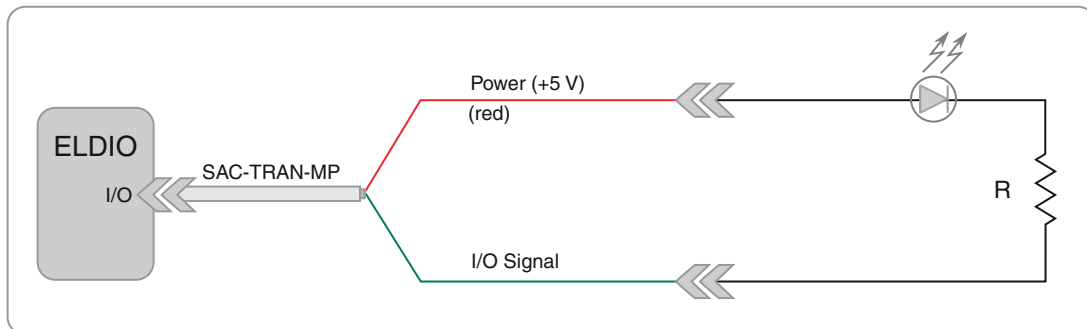 Power (+5 V)
(red)
ELDIO
SAC-TRAN-MP
I/O
R
I/O Signal